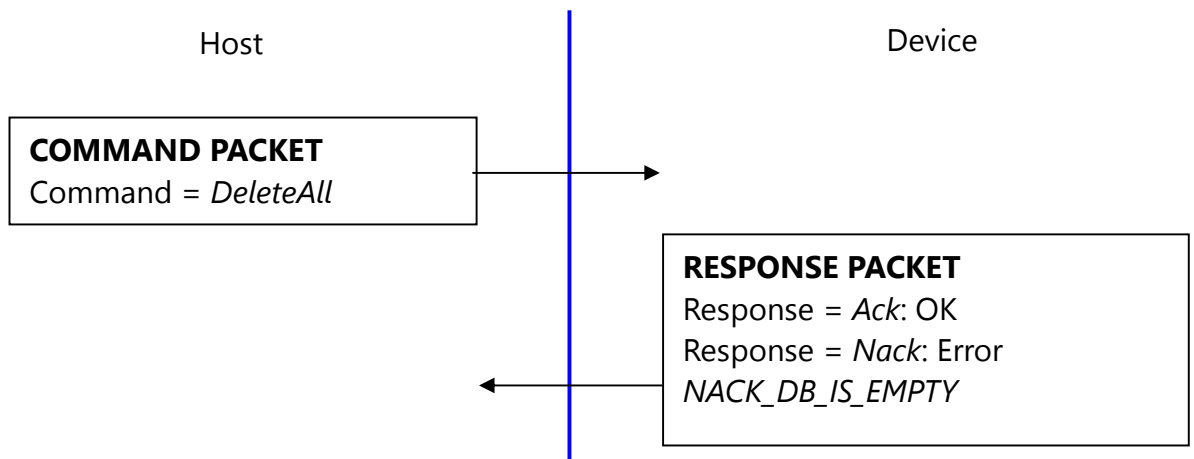 Host
Device
COMMAND PACKET
Command = DeleteAll
RESPONSE PACKET
Response = Ack: OK
Response = Nack: Error
NACK_DB_IS_EMPTY